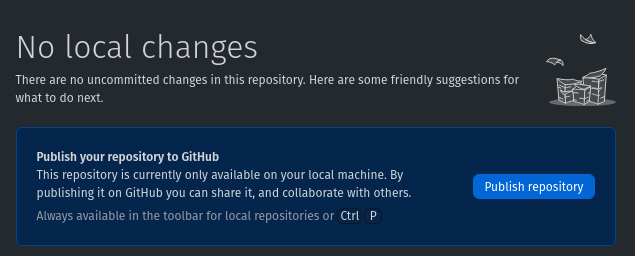 No local changes
There are no uncommitted changes in this repository. Here are some friendly suggestions for
what to do next.
Publish your repository to GitHub
This repository is currently only available on your local machine. By
publishing it on GitHub you can share it, and collaborate with others.
Always available in the toolbar for local repositories or Ctrl P
Publish repository